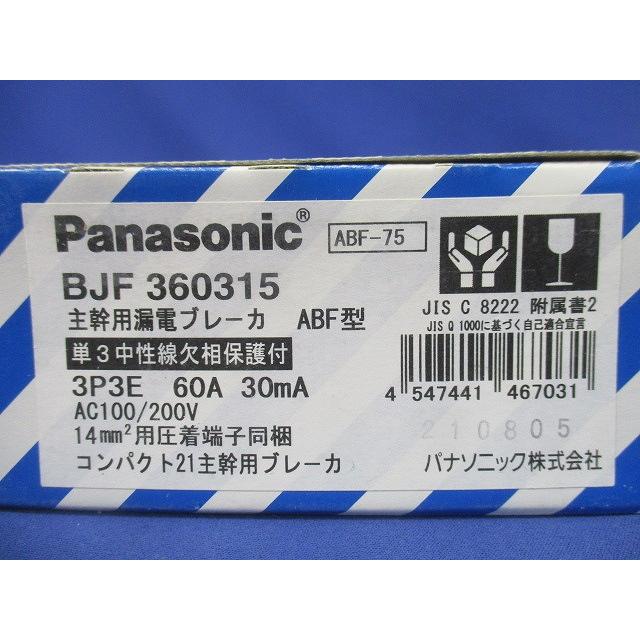 Panasonic®
ABF-75
BJF 360315
主幹用漏電ブレーカ ABF型
単3中性線欠相保護付
3P3E 60A 30mA
AC100/200V
14mm²用圧着端子同梱
コンパクト21主幹用ブレーカ
JIS C 8222 附属書2
JIS Q 1000に基づく自己適合宣言
4 547441 467031
210805
パナソニック株式会社